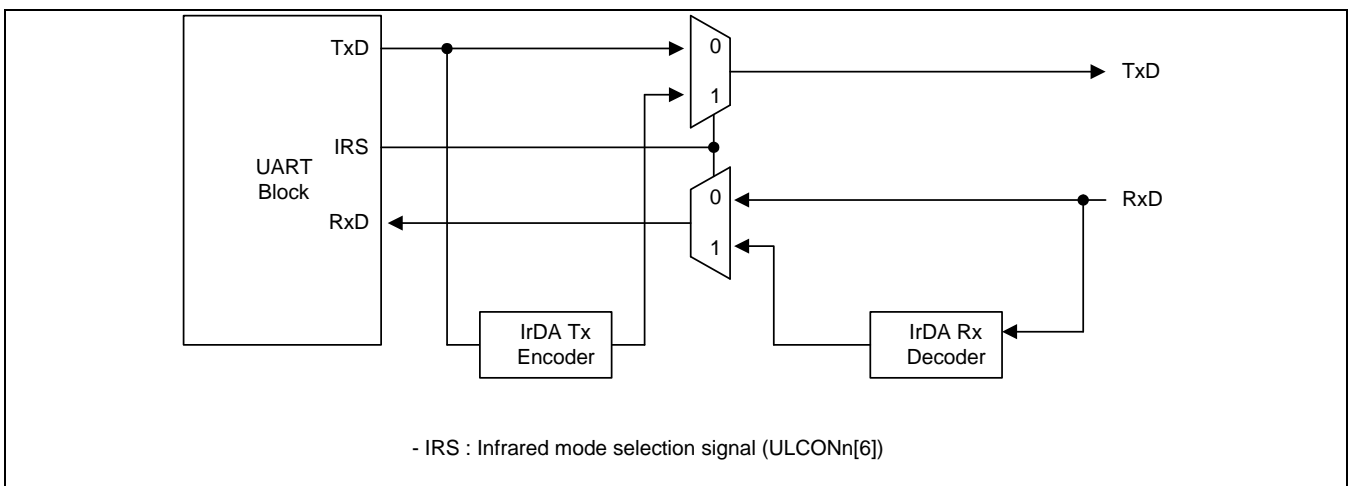 TxD
0
TxD
1
IRS
UART
Block
0
RxD
RxD
1
IrDA Tx
Encoder
IrDA Rx
Decoder
- IRS : Infrared mode selection signal (ULCONn[6])